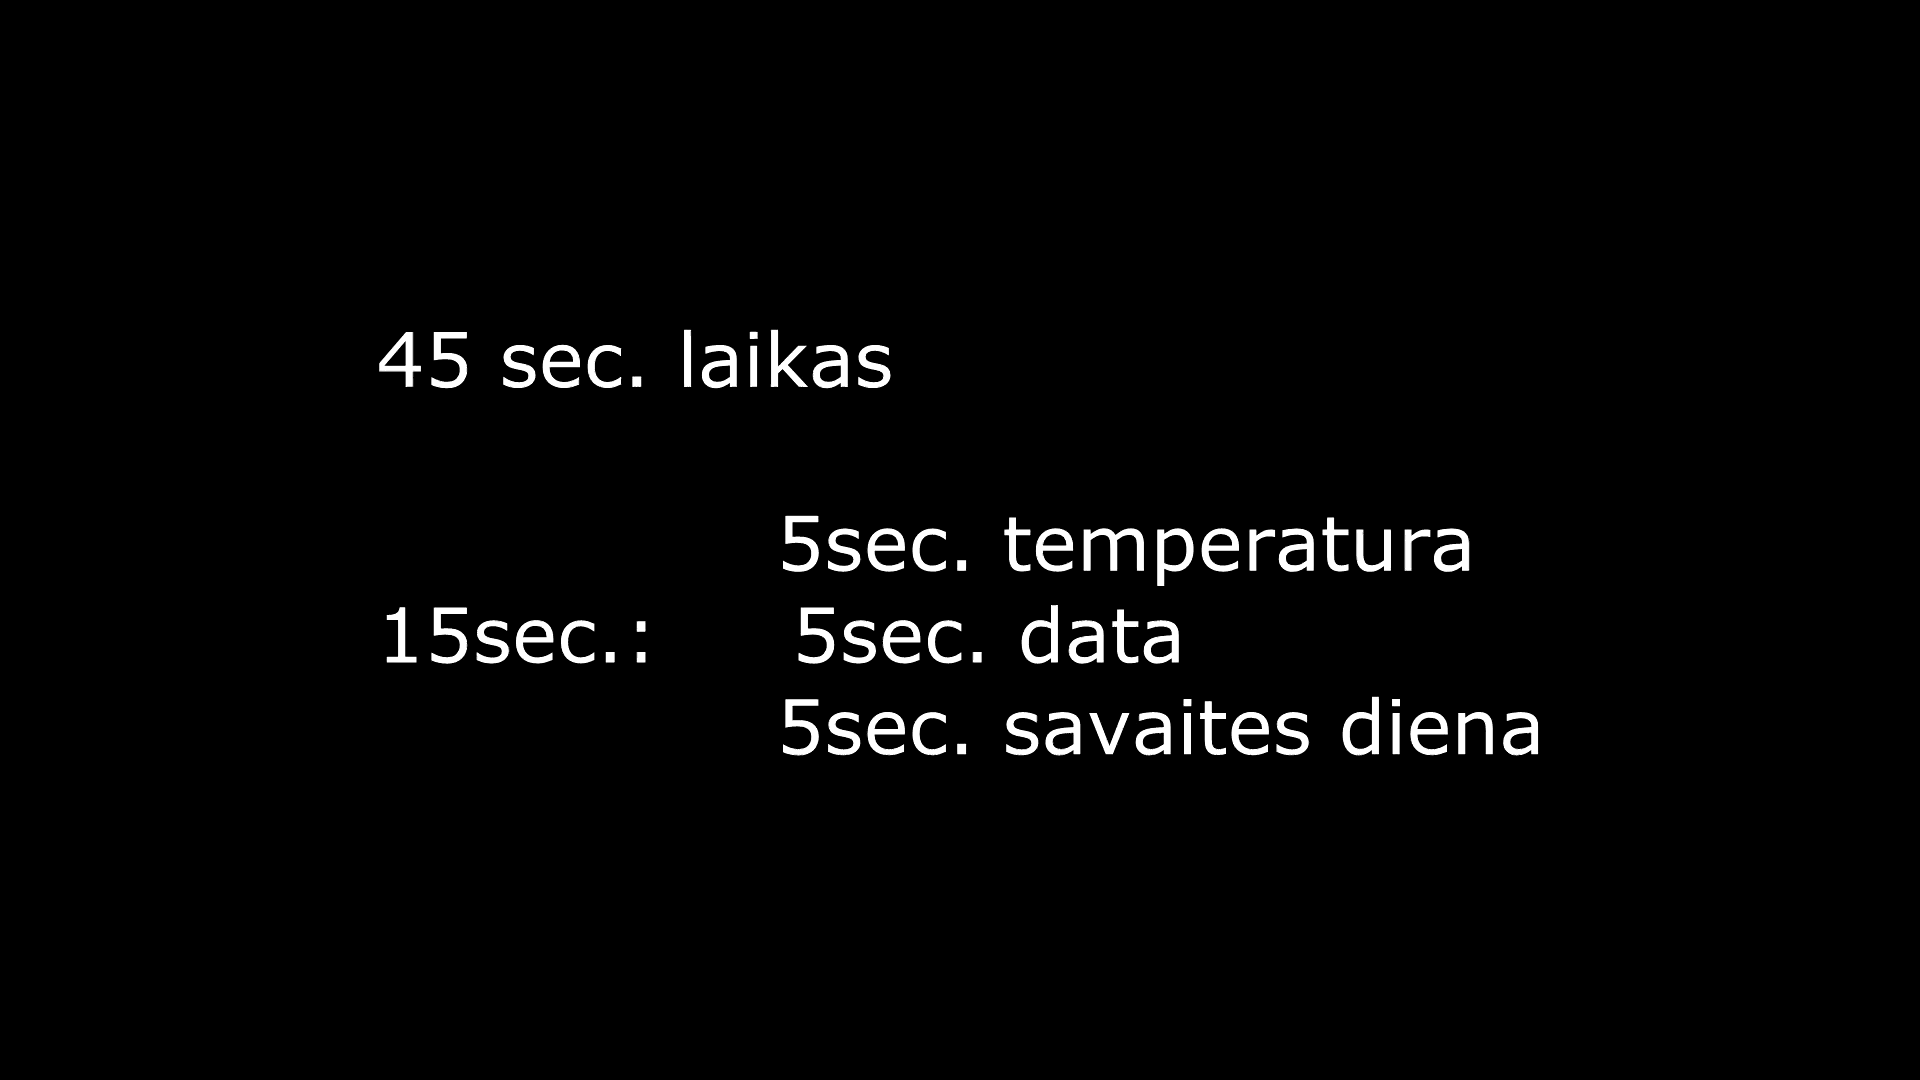 45 sec. laikas
5sec. temperatura
15sec.: 5sec. data
5sec. savaites diena